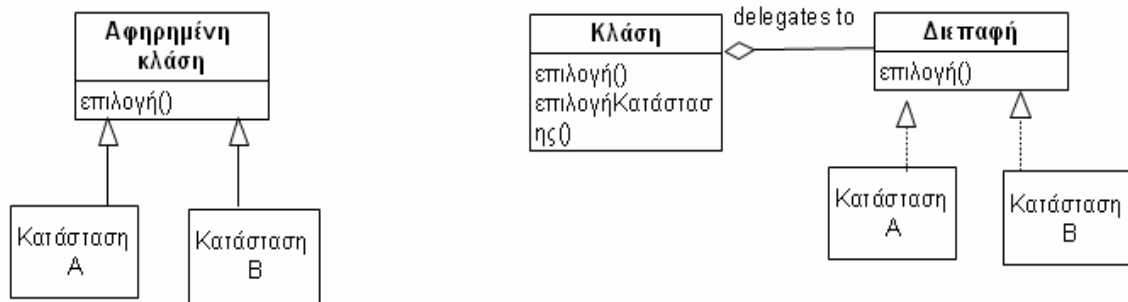 Αφηρημένη
κλάση
επιλογή()
Κατάσταση
Α
Κατάσταση
Β
Κλάση
επιλογή()
επιλογήΚατάστασ
ης()
delegates to
Διεπαφή
επιλογή()
Κατάσταση
Α
Κατάσταση
Β